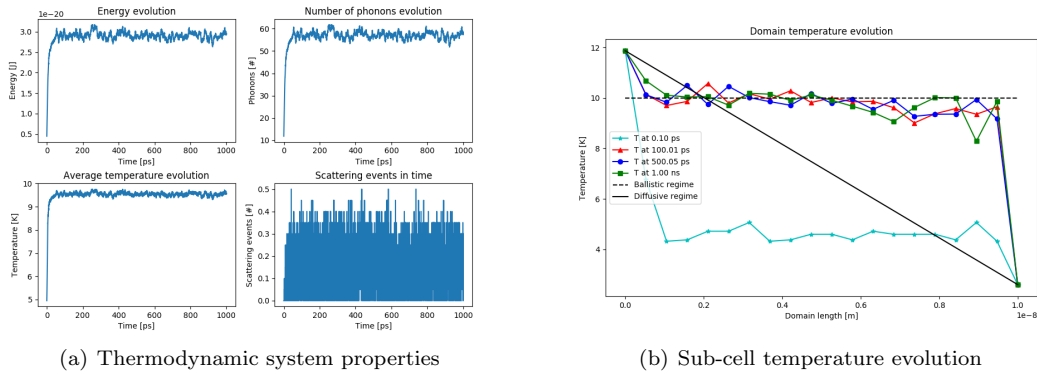 Energy evolution
1e−20
3.0
2.5
2.0
1.5
1.0
0.5
Energy [J]
0 200 400 600 800 1000
Time [ps]
Number of phonons evolution
60
50
40
30
20
10
Phonons [#]
0 200 400 600 800 1000
Time [ps]
Average temperature evolution
10
9
8
7
6
5
Temperature [K]
0 200 400 600 800 1000
Time [ps]
Scattering events in time
0.5
0.4
0.3
0.2
0.1
0.0
Scattering events [#]
0 200 400 600 800 1000
Time [ps]
(a) Thermodynamic system properties
Domain temperature evolution
12
10
8
6
4
Temperature [K]
T at 0.10 ps
T at 100.01 ps
T at 500.05 ps
T at 1.00 ns
Ballistic regime
Diffusive regime
0.0 0.2 0.4 0.6 0.8 1.0
Domain length [m]
1e−8
(b) Sub-cell temperature evolution